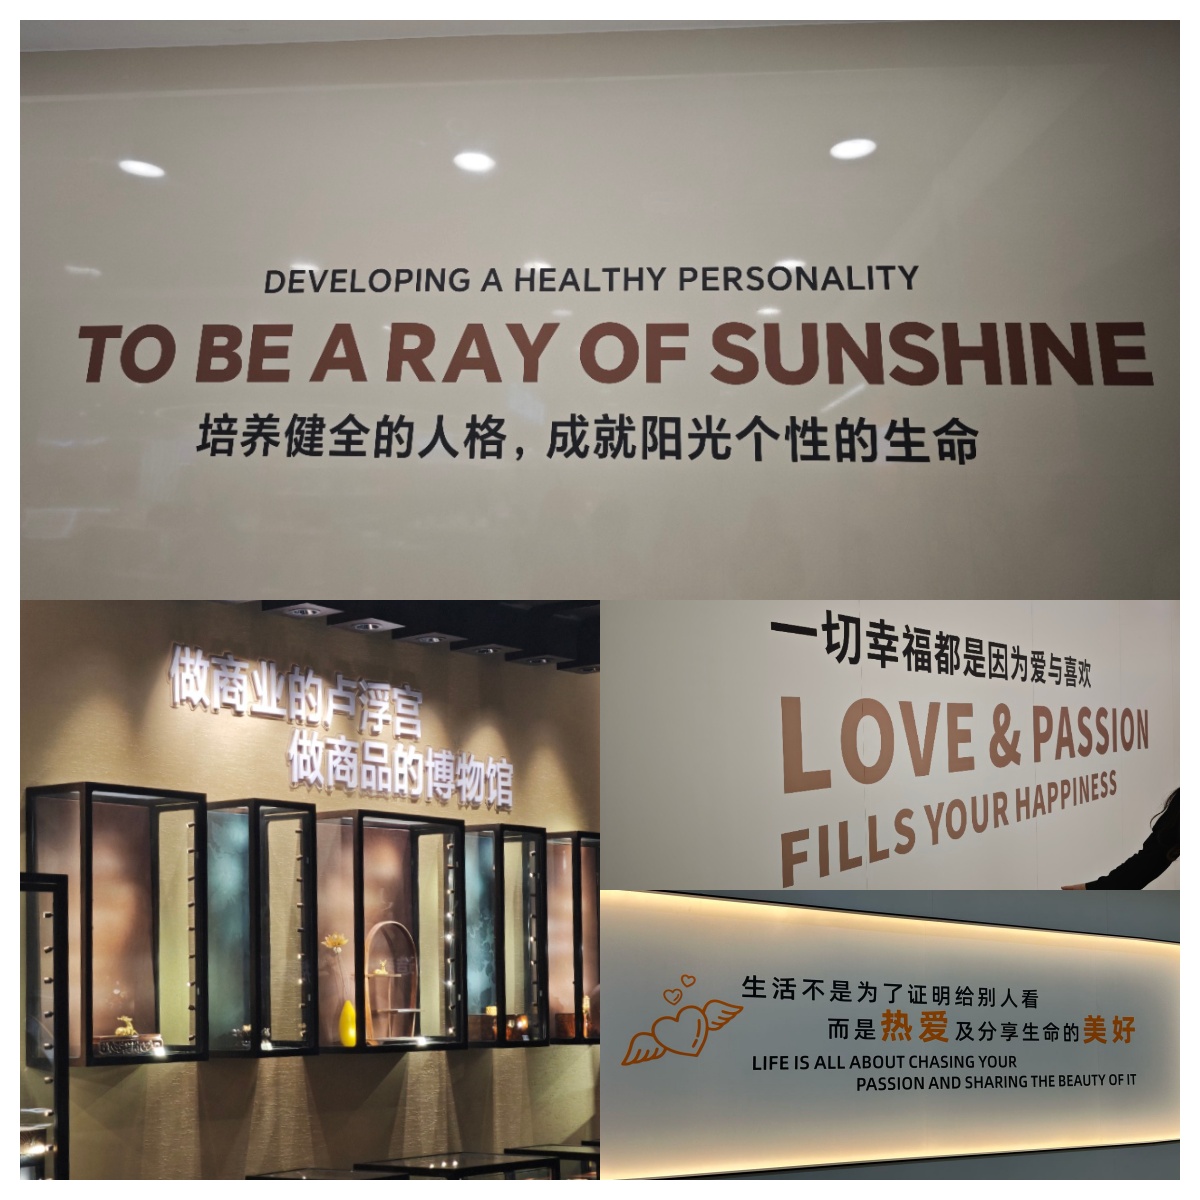 DEVELOPING A HEALTHY PERSONALITY
TO BE A RAY OF SUNSHINE
培养健全的人格，成就阳光个性的生命
做商业的卢浮宫
做商品的博物馆
一切幸福都是因为爱与喜欢
LOVE & PASSION
FILLS YOUR HAPPINESS
生活不是为了证明给别人看
而是热爱及分享生命的美好
LIFE IS ALL ABOUT CHASING YOUR
PASSION AND SHARING THE BEAUTY OF IT